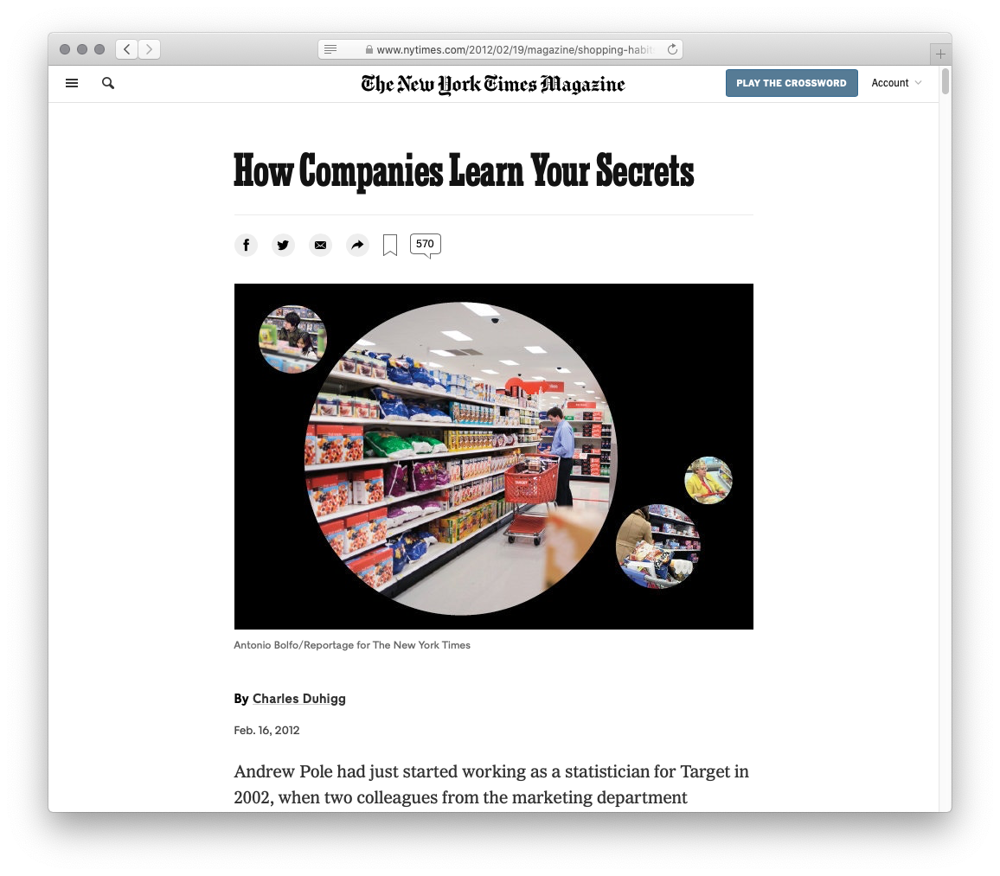 www.nytimes.com/2012/02/19/magazine/shopping-habit
The New York Times Magazine
PLAY THE CROSSWORD
Account
How Companies Learn Your Secrets
570
TARGET
Antonio Bolfo/Reportage for The New York Times
By Charles Duhigg
Feb. 16, 2012
Andrew Pole had just started working as a statistician for Target in
2002, when two colleagues from the marketing department